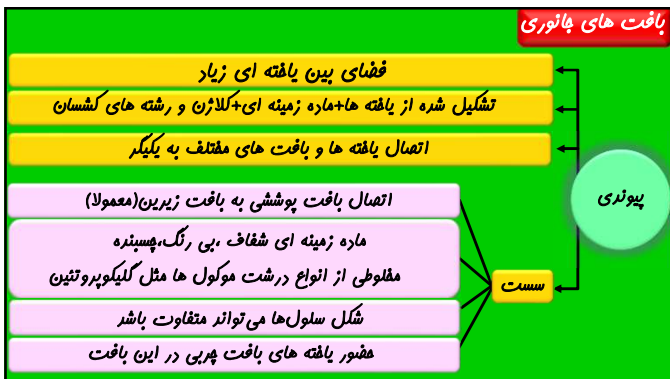 بافت های جانوری
فضای بین یاخته ای زیاد
تشکیل شده از یاخته ها+ماده زمینه ای+کلاژن و رشته های کشسان
اتصال یاخته ها و بافت های مختلف به یکیگر
پیوندی
اتصال بافت پوششی به بافت زیرین(معمولا)
ماده زمینه ای شفاف ،بی رنگ،چسبنده
مخلوطی از انواع درشت موکول ها مثل گلیکوپروتئین
سست
شکل سلول‌ها می‌تواند متفاوت باشد
حضور یاخته های بافت چربی در این بافت